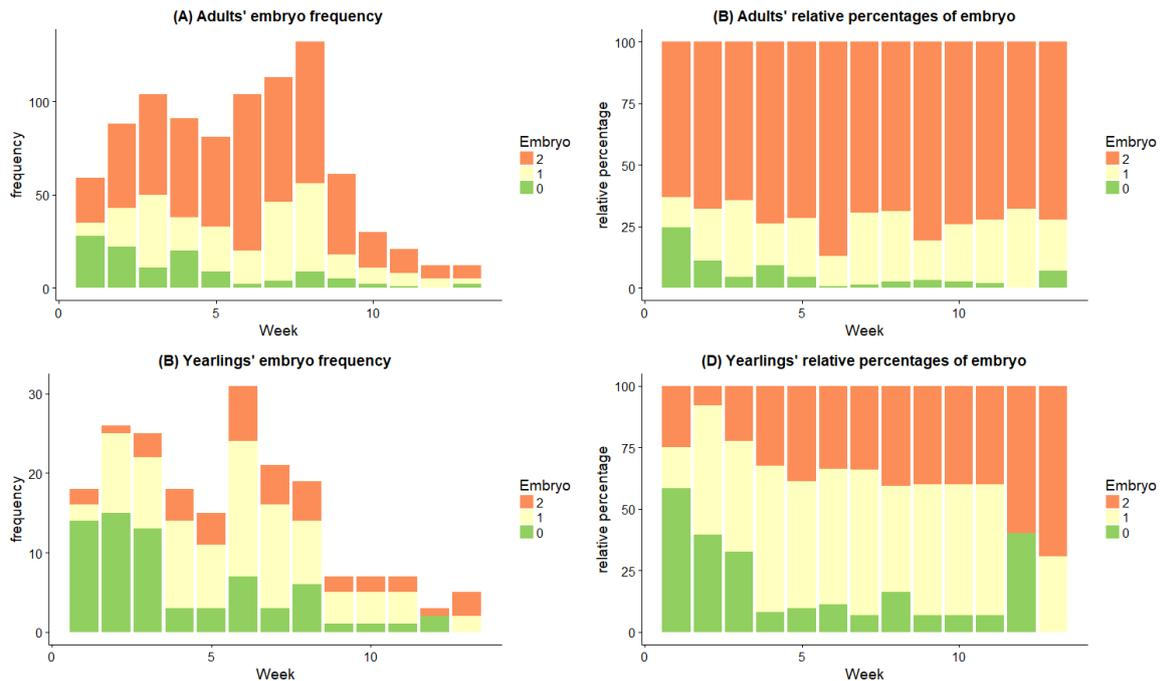 (A) Adults' embryo frequency
frequency
100
50
0
0
5
10
Week
Embryo
2
1
0
(B) Adults' relative percentages of embryo
relative percentage
100
75
50
25
0
0
5
10
Week
Embryo
2
1
0
(B) Yearlings' embryo frequency
frequency
30
20
10
0
0
5
10
Week
Embryo
2
1
0
(D) Yearlings' relative percentages of embryo
relative percentage
100
75
50
25
0
0
5
10
Week
Embryo
2
1
0